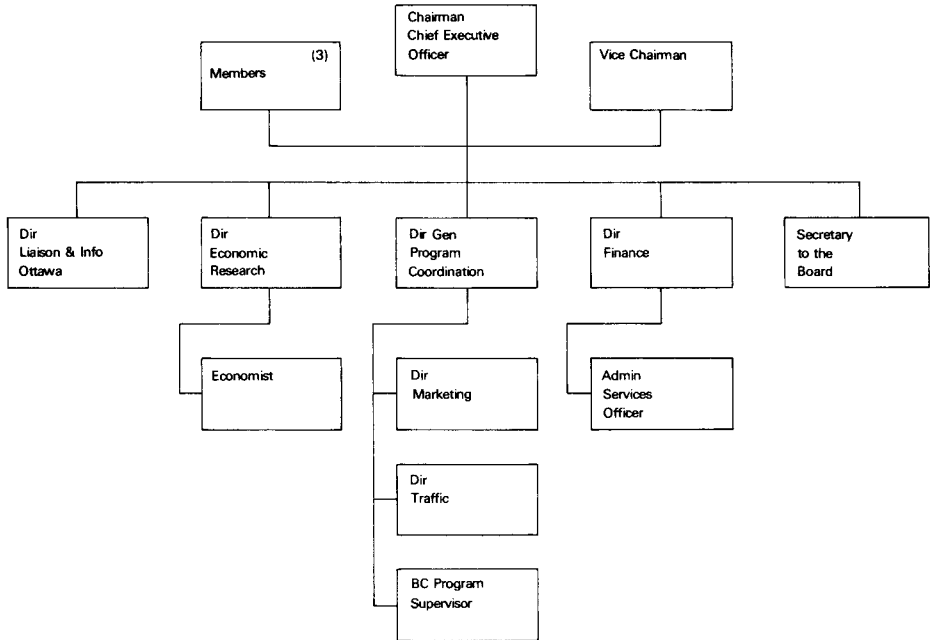 Chairman
Chief Executive
Officer
(3)
Members
Vice Chairman
Dir
Liaison & Info
Ottawa
Dir
Economic
Research
Dir Gen
Program
Coordination
Dir
Finance
Secretary
to the
Board
Economist
Dir
Marketing
Admin
Services
Officer
Dir
Traffic
BC Program
Supervisor